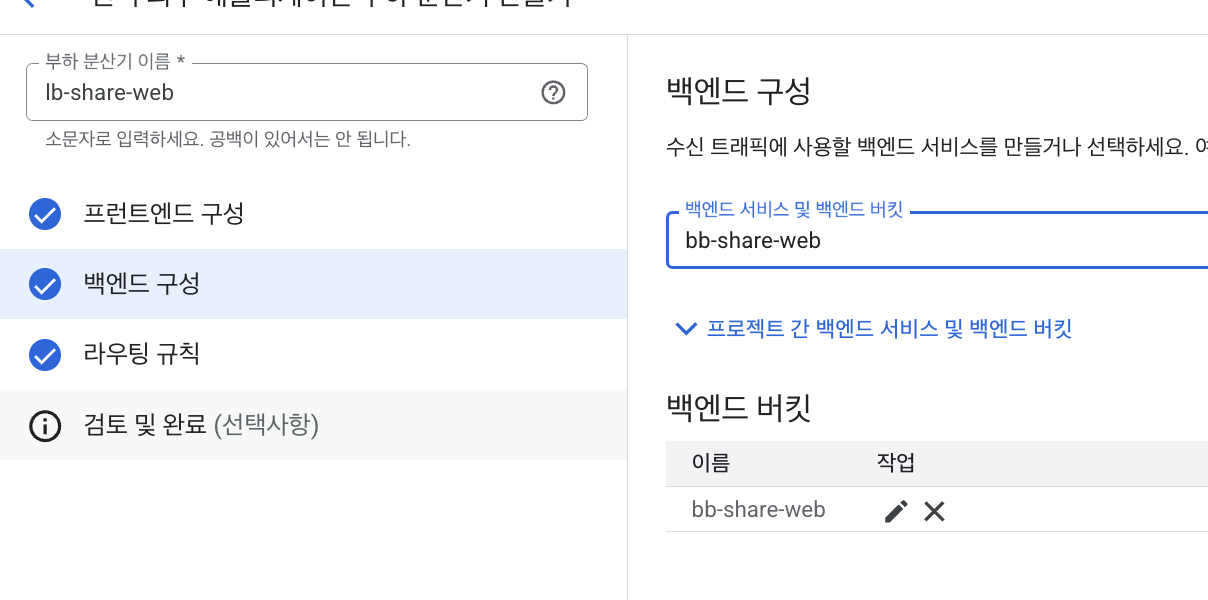 부하 분산기 이름 *
lb-share-web
소문자로 입력하세요. 공백이 있어서는 안 됩니다.
프런트엔드 구성
백엔드 구성
라우팅 규칙
검토 및 완료 (선택사항)
백엔드 구성
수신 트래픽에 사용할 백엔드 서비스를 만들거나 선택하세요.
백엔드 서비스 및 백엔드 버킷
bb-share-web
프로젝트 간 백엔드 서비스 및 백엔드 버킷
백엔드 버킷
이름 작업
bb-share-web